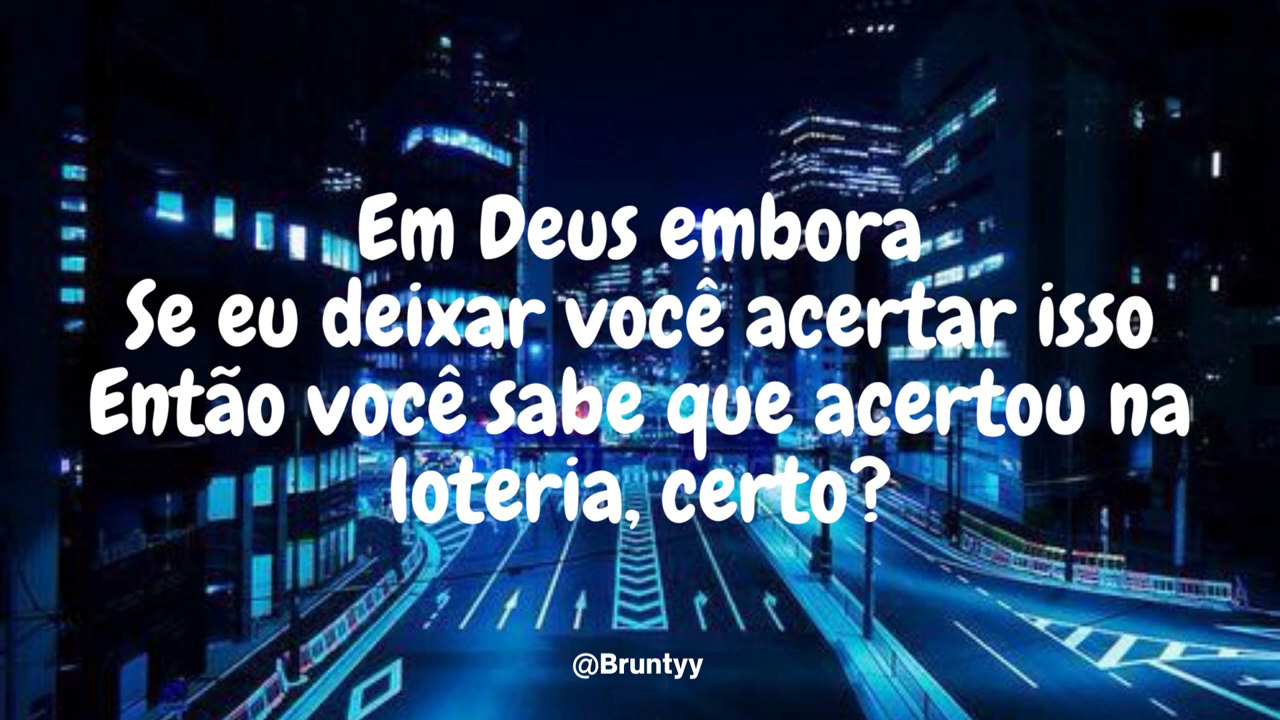 Em Deus embora
Se eu deixar você acertar isso
Então você sabe que acertou na
loteria, certo?
@Bruntyy